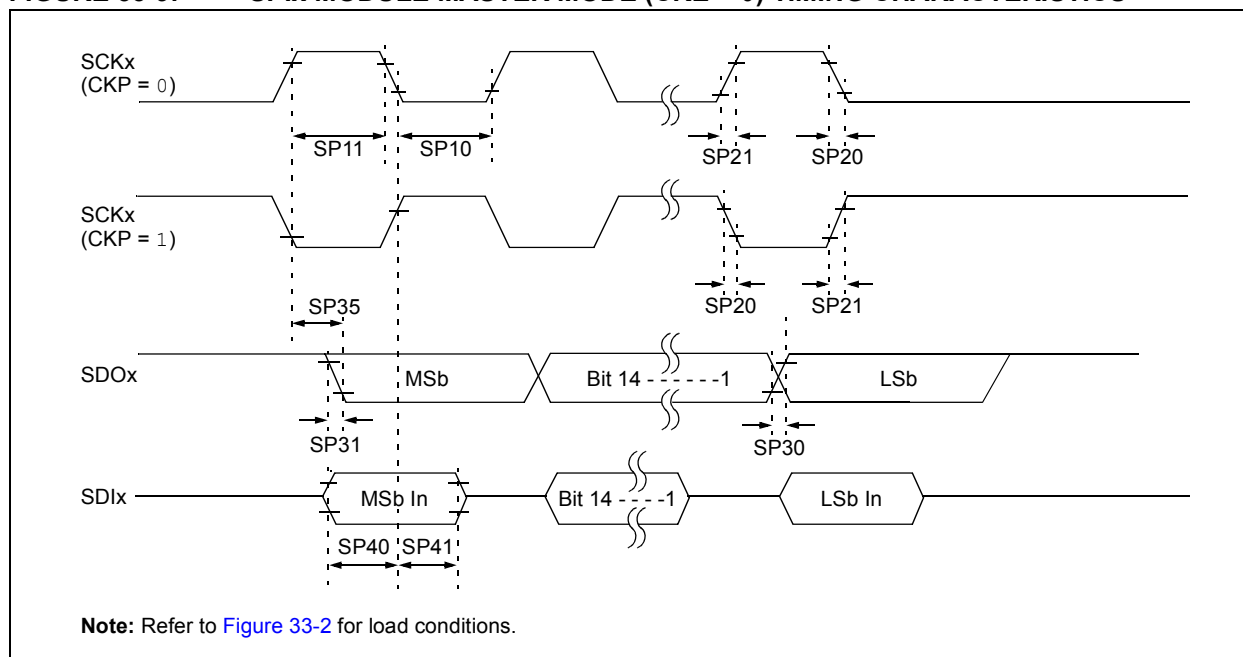 SCKx
(CKP = 0)
SP11
SP10
SP21
SP20
SCKx
(CKP = 1)
SP35
SP20
SP21
SDOx
MSb
Bit 14 - - - - - - -1
LSb
SP31
SP30
SDIx
MSb In
Bit 14 - - - -1
LSb In
SP40
SP41
Note: Refer to Figure 33-2 for load conditions.